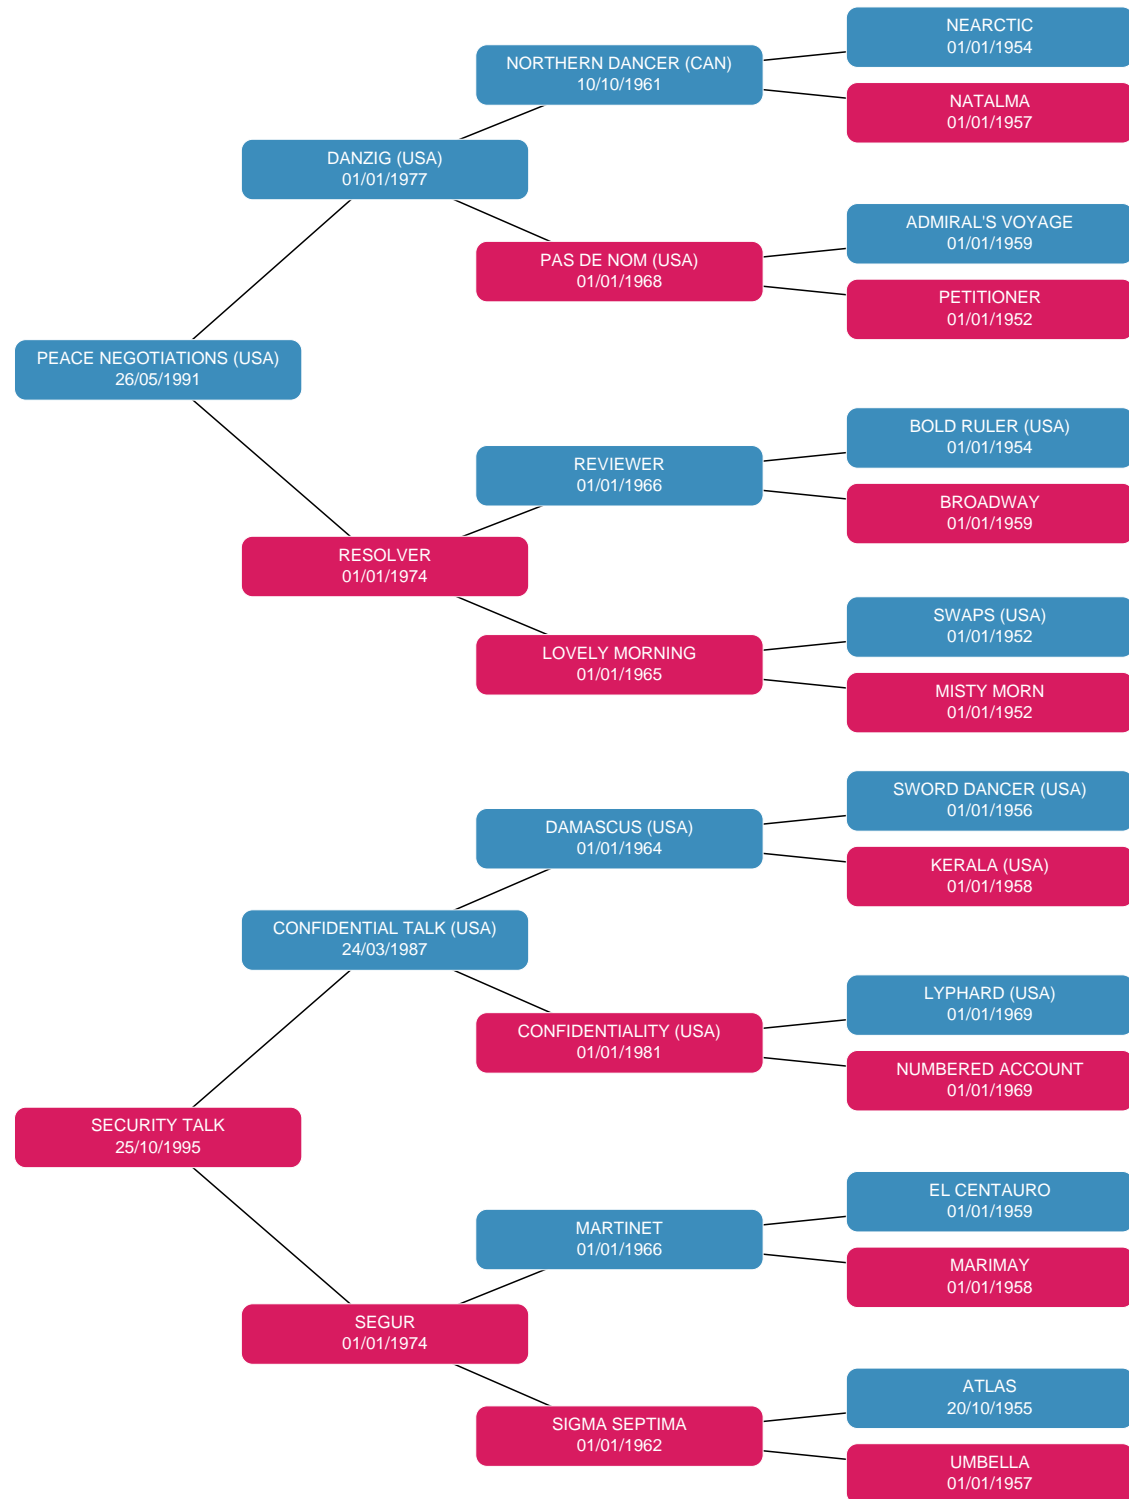 NEARCTIC
01/01/1954
NORTHERN DANCER (CAN)
10/10/1961
NATALMA
01/01/1957
DANZIG (USA)
01/01/1977
ADMIRAL'S VOYAGE
01/01/1959
PAS DE NOM (USA)
01/01/1968
PETITIONER
01/01/1952
PEACE NEGOTIATIONS (USA)
26/05/1991
BOLD RULER (USA)
01/01/1954
REVIEWER
01/01/1966
BROADWAY
01/01/1959
RESOLVER
01/01/1974
SWAPS (USA)
01/01/1952
LOVELY MORNING
01/01/1965
MISTY MORN
01/01/1952
SWORD DANCER (USA)
01/01/1956
DAMASCUS (USA)
01/01/1964
KERALA (USA)
01/01/1958
CONFIDENTIAL TALK (USA)
24/03/1987
LYPHARD (USA)
01/01/1969
CONFIDENTIALITY (USA)
01/01/1981
NUMBERED ACCOUNT
01/01/1969
SECURITY TALK
25/10/1995
EL CENTAURO
01/01/1959
MARTINET
01/01/1966
MARIMAY
01/01/1958
SEGUR
01/01/1974
ATLAS
20/10/1955
SIGMA SEPTIMA
01/01/1962
UMBELLA
01/01/1957